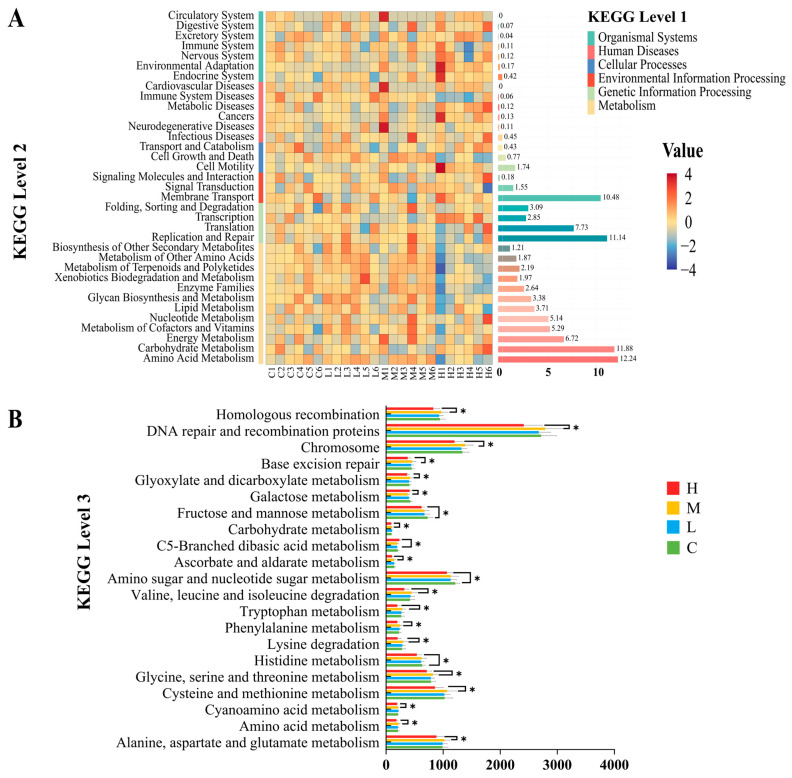 A
KEGG Level 1
Organismal Systems
Human Diseases
Cellular Processes
Environmental Information Processing
Genetic Information Processing
Metabolism
KEGG Level 2
Circulatory System 0
Digestive System 0.07
Excretory System 0.04
Immune System 0.11
Nervous System 0.12
Environmental Adaptation 0.17
Endocrine System 0.42
Cardiovascular Diseases 0
Immune System Diseases 0.06
Metabolic Diseases 0.12
Cancers 0.13
Neurodegenerative Diseases 0.11
Infectious Diseases 0.45
Transport and Catabolism 0.43
Cell Growth and Death 0.77
Cell Motility 1.74
Signaling Molecules and Interaction 0.18
Signal Transduction 1.55
Membrane Transport 10.48
Folding, Sorting and Degradation 3.09
Transcription 2.85
Translation 7.73
Replication and Repair 11.14
Biosynthesis of Other Secondary Metabolites 1.21
Metabolism of Other Amino Acids 1.87
Metabolism of Terpenoids and Polyketides 2.19
Xenobiotics Biodegradation and Metabolism 1.97
Enzyme Families 2.64
Glycan Biosynthesis and Metabolism 3.38
Lipid Metabolism 3.71
Nucleotide Metabolism 5.14
Metabolism of Cofactors and Vitamins 5.29
Energy Metabolism 6.72
Carbohydrate Metabolism 11.88
Amino Acid Metabolism 12.24
C1 C2 C3 C4 C5 C6 L1 L2 L3 L4 L5 L6 M1 M2 M3 M4 M5 M6 H1 H2 H3 H4 H5 H6
0 5 10
Value
4
2
0
−2
−4
B
KEGG Level 3
Homologous recombination *
DNA repair and recombination proteins *
Chromosome *
Base excision repair *
Glyoxylate and dicarboxylate metabolism *
Galactose metabolism *
Fructose and mannose metabolism *
Carbohydrate metabolism *
C5-Branched dibasic acid metabolism *
Ascorbate and aldarate metabolism *
Amino sugar and nucleotide sugar metabolism *
Valine, leucine and isoleucine degradation *
Tryptophan metabolism *
Phenylalanine metabolism *
Lysine degradation *
Histidine metabolism *
Glycine, serine and threonine metabolism *
Cysteine and methionine metabolism *
Cyanoamino acid metabolism *
Amino acid metabolism *
Alanine, aspartate and glutamate metabolism *
0 1000 2000 3000 4000
H
M
L
C